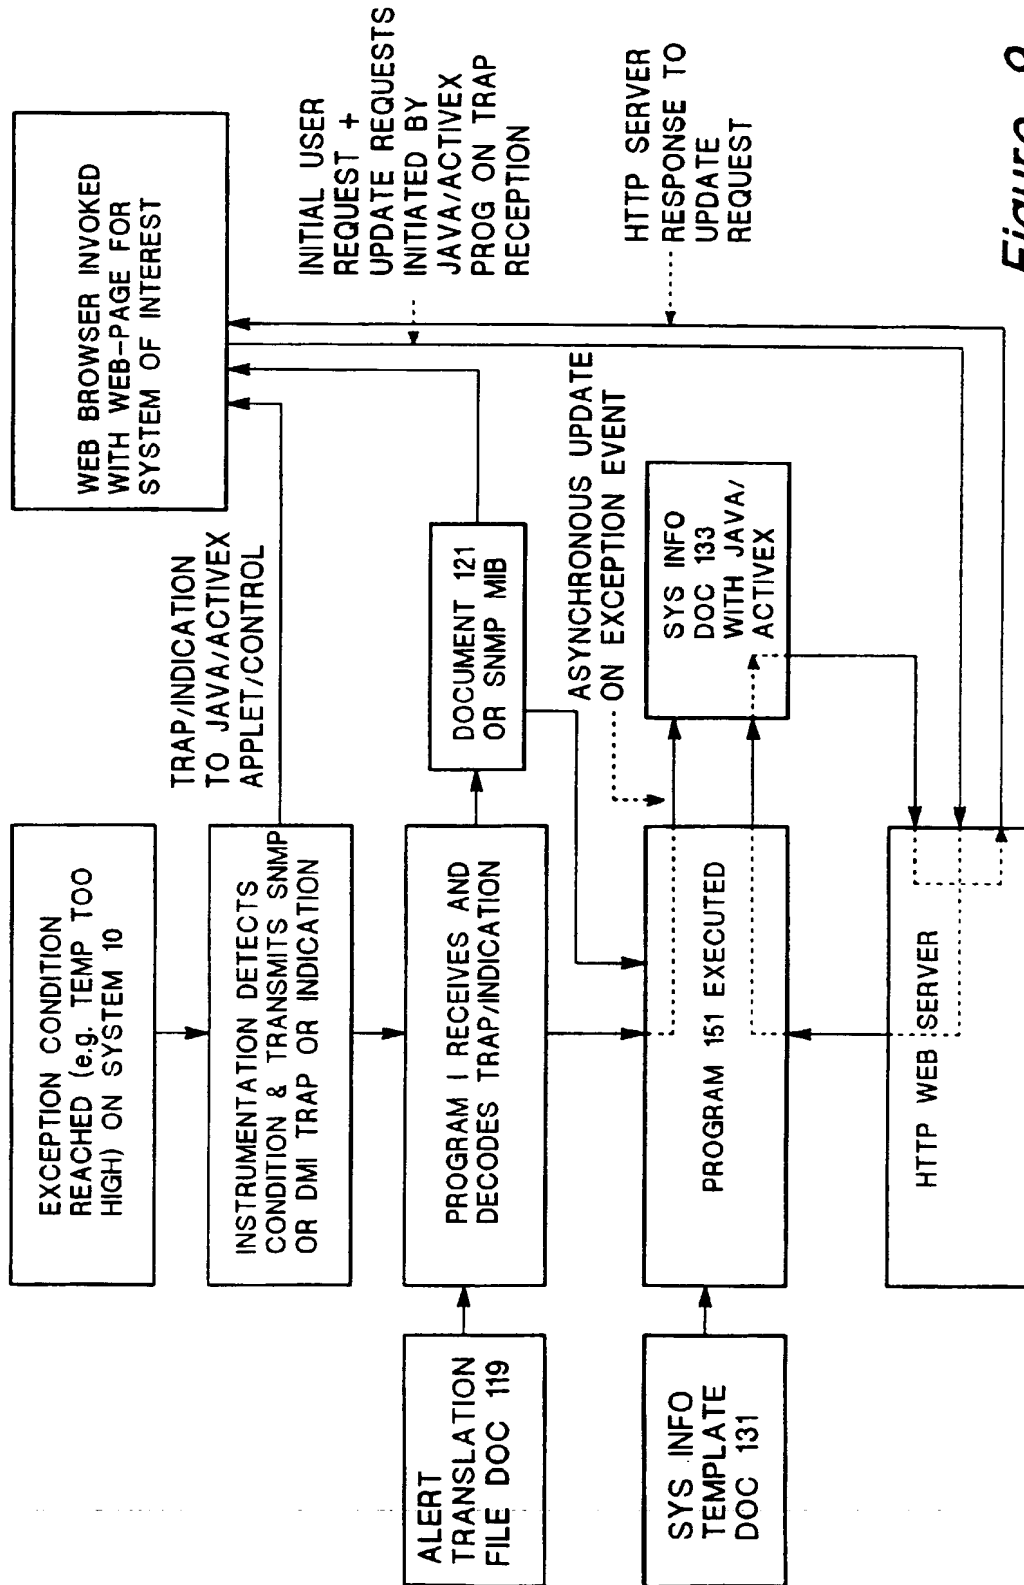 EXCEPTION CONDITION
REACHED (e.g. TEMP TOO
HIGH) ON SYSTEM 10
WEB BROWSER INVOKED
WITH WEB-PAGE FOR
SYSTEM OF INTEREST
TRAP/INDICATION
TO JAVA/ACTIVEX
APPLET/CONTROL
INSTRUMENTATION DETECTS
CONDITION & TRANSMITS SNMP
OR DMI TRAP OR INDICATION
INITIAL USER
REQUEST +
UPDATE REQUESTS
INITIATED BY
JAVA/ACTIVEX
PROG ON TRAP
RECEPTION
ALERT
TRANSLATION
FILE DOC 119
PROGRAM I RECEIVES AND
DECODES TRAP/INDICATION
DOCUMENT 121
OR SNMP MIB
ASYNCHRONOUS UPDATE
ON EXCEPTION EVENT
HTTP SERVER
RESPONSE TO
UPDATE
REQUEST
SYS INFO
TEMPLATE
DOC 131
PROGRAM 151 EXECUTED
SYS INFO
DOC 133
WITH JAVA/
ACTIVEX
HTTP WEB SERVER
Figure